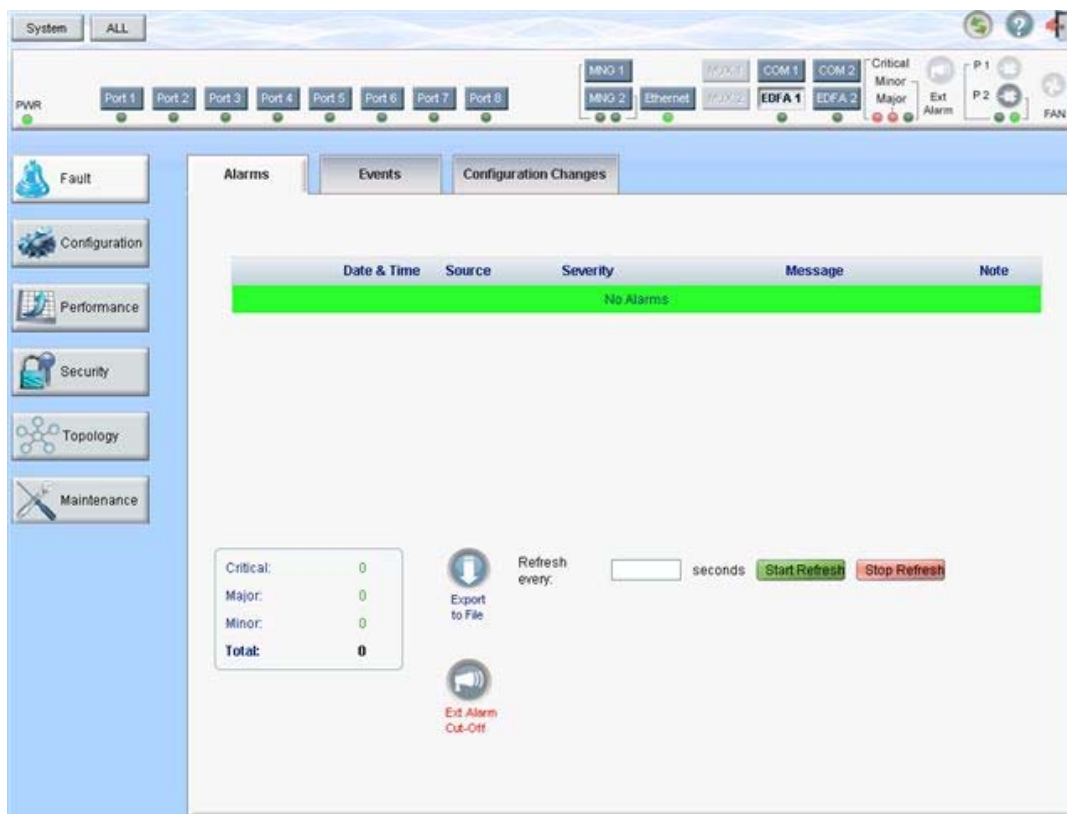 System ALL
Critical
Minor
Major
Ext
Alarm
P 1
P 2
FAN
MNG 1 MUX 1 COM 1 COM 2
PWR Port 1 Port 2 Port 3 Port 4 Port 5 Port 6 Port 7 Port 8 MNG 2 Ethernet MUX 2 EDFA 1 EDFA 2
Fault
Configuration
Performance
Security
Topology
Maintenance
Alarms Events Configuration Changes
Date & Time Source Severity Message Note
No Alarms
Critical: 0
Major: 0
Minor: 0
Total: 0
Export
to File
Ext Alarm
Cut-Off
Refresh
every: seconds Start Refresh Stop Refresh